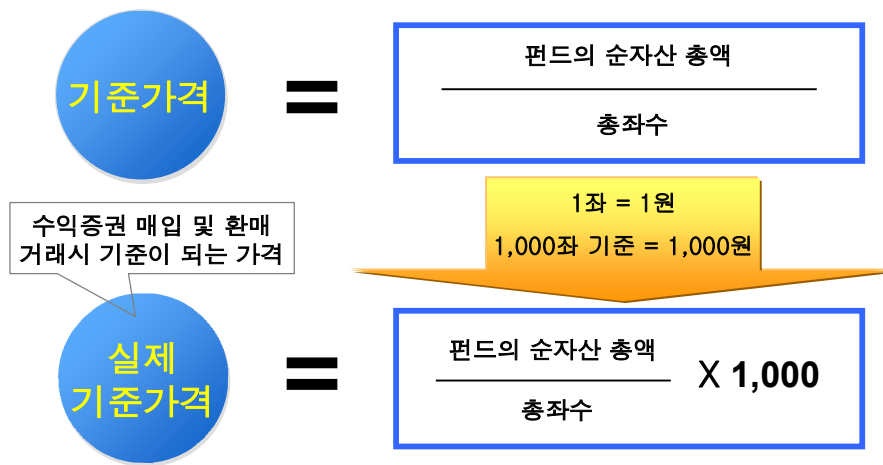 기준가격
=
펀드의 순자산 총액
총좌수
수익증권 매입 및 환매
거래시 기준이 되는 가격
1좌 = 1원
1,000좌 기준 = 1,000원
실제
기준가격
=
펀드의 순자산 총액
총좌수
X 1,000